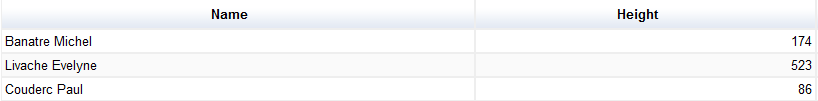 Name Height
Banatre Michel 174
Livache Evelyne 523
Couderc Paul 86